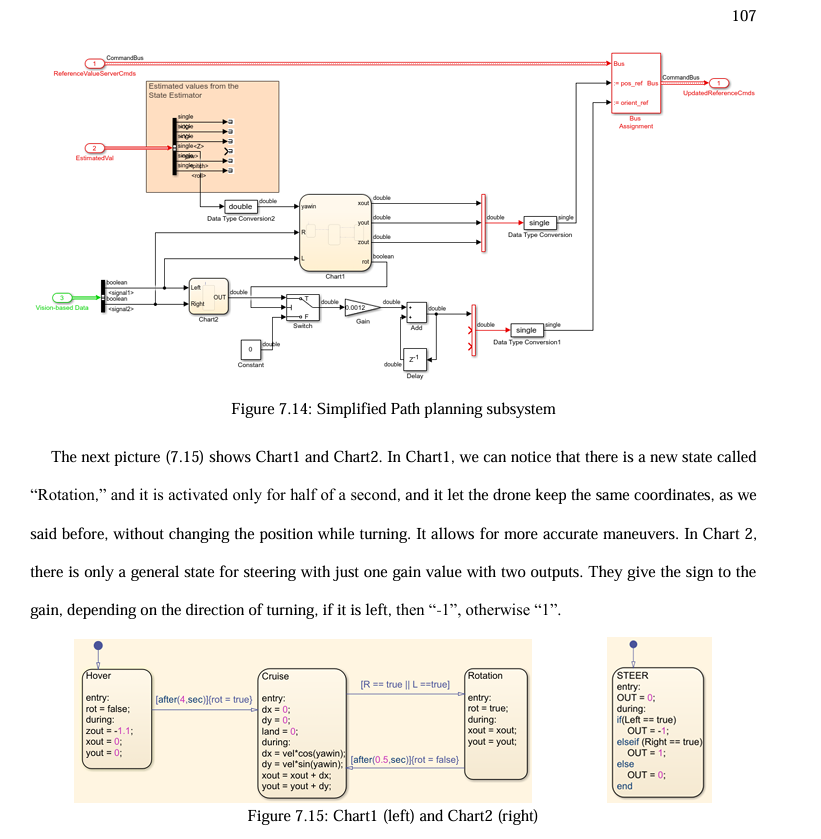 107
CommandBus
1
ReferenceValueServerCmds
Bus
:= pos_ref
Bus
:= orient_ref
CommandBus
1
UpdatedReferenceCmds
Bus
Assignment
Estimated values from the
State Estimator
single
single
single
single<Z>
single
single<pitch>
<roll>
2
EstimatedVal
double
double
Data Type Conversion2
yawin
R
L
xout
yout
zout
rot
Chart1
double
double
double
boolean
double
single
single
Data Type Conversion
3
Vision-based Data
boolean
<signal1>
boolean
<signal2>
Left
Right
OUT
Chart2
double
T
F
Switch
0
Constant
double
double
0.0012
Gain
double
+
+
Add
double
Z-1
Delay
double
double
single
single
Data Type Conversion1
Figure 7.14: Simplified Path planning subsystem
The next picture (7.15) shows Chart1 and Chart2. In Chart1, we can notice that there is a new state called
“Rotation,” and it is activated only for half of a second, and it let the drone keep the same coordinates, as we
said before, without changing the position while turning. It allows for more accurate maneuvers. In Chart 2,
there is only a general state for steering with just one gain value with two outputs. They give the sign to the
gain, depending on the direction of turning, if it is left, then “-1”, otherwise “1”.
Hover
entry:
rot = false;
during:
zout = -1.1;
xout = 0;
yout = 0;
[after(4,sec)]{rot = true}
Cruise
entry:
dx = 0;
dy = 0;
land = 0;
during:
dx = vel*cos(yawin);
dy = vel*sin(yawin);
xout = xout + dx;
yout = yout + dy;
[R == true || L ==true]
[after(0.5,sec)]{rot = false}
Rotation
entry:
rot = true;
during:
xout = xout;
yout = yout;
STEER
entry:
OUT = 0;
during:
if(Left == true)
OUT = -1;
elseif (Right == true)
OUT = 1;
else
OUT = 0;
end
Figure 7.15: Chart1 (left) and Chart2 (right)